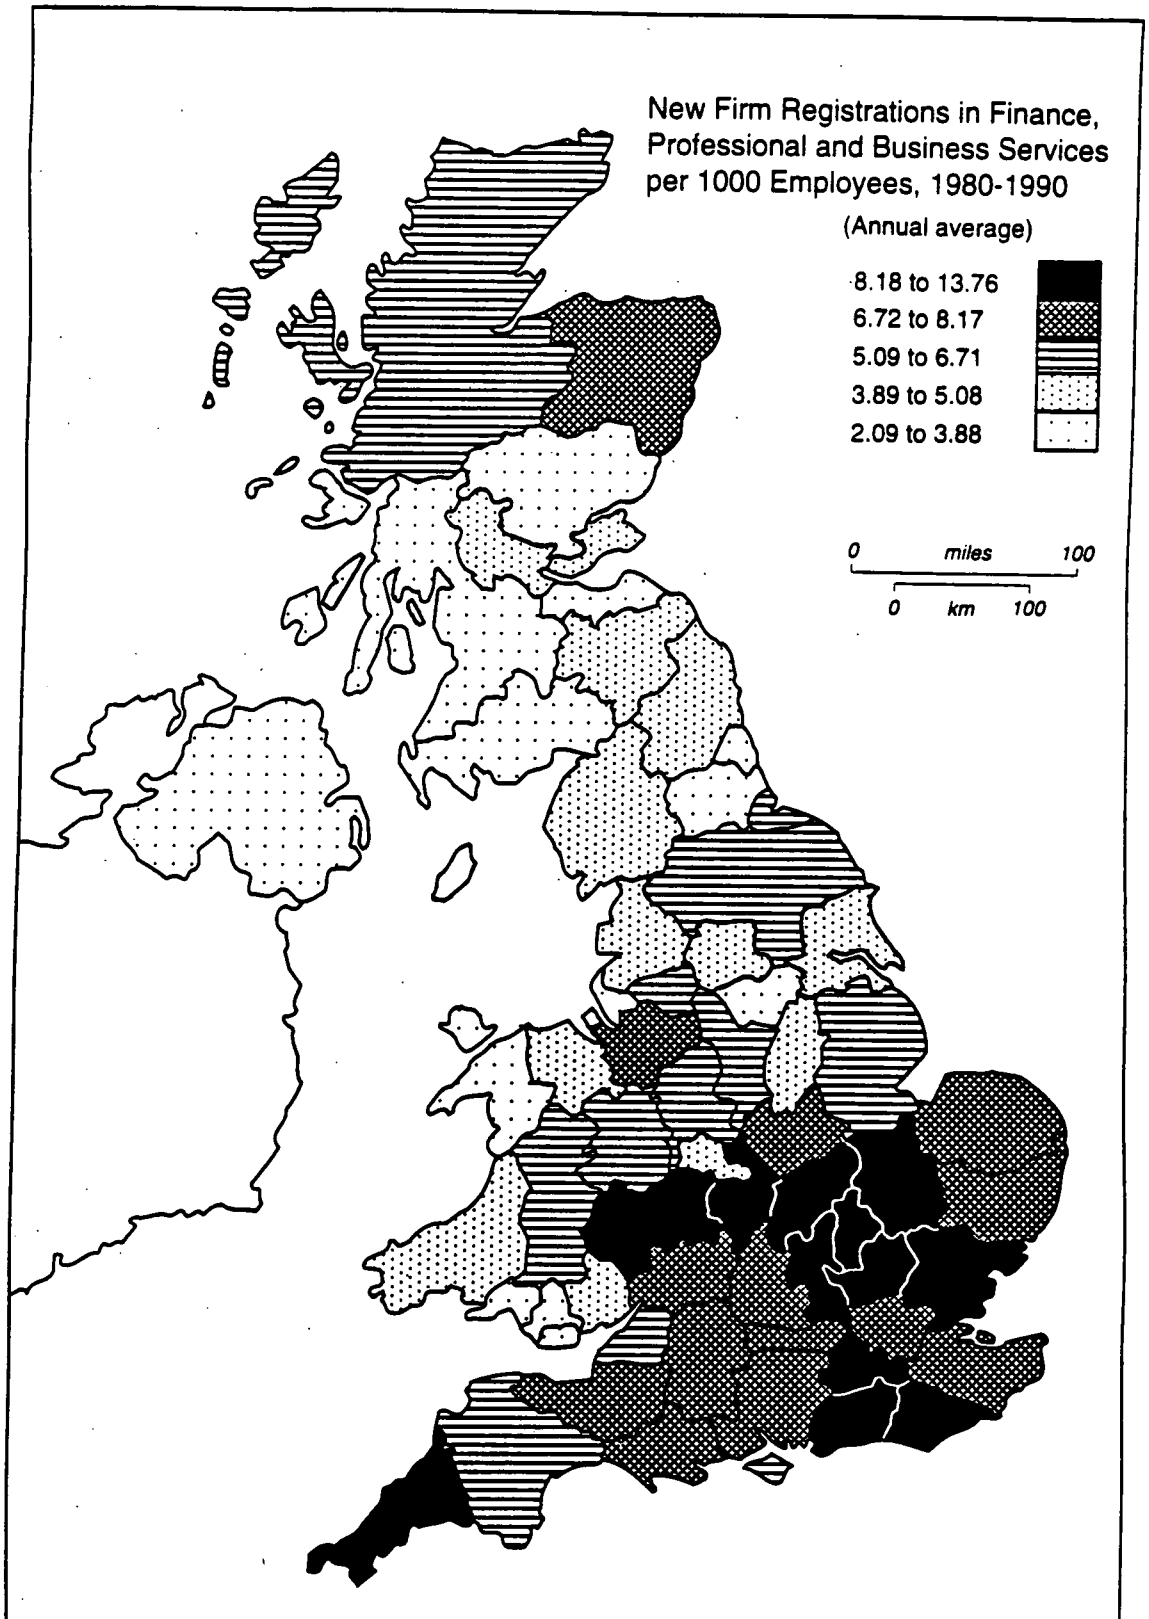 New Firm Registrations in Finance,
Professional and Business Services
per 1000 Employees, 1980-1990
(Annual average)
8.18 to 13.76
6.72 to 8.17
5.09 to 6.71
3.89 to 5.08
2.09 to 3.88
0 miles 100
0 km 100